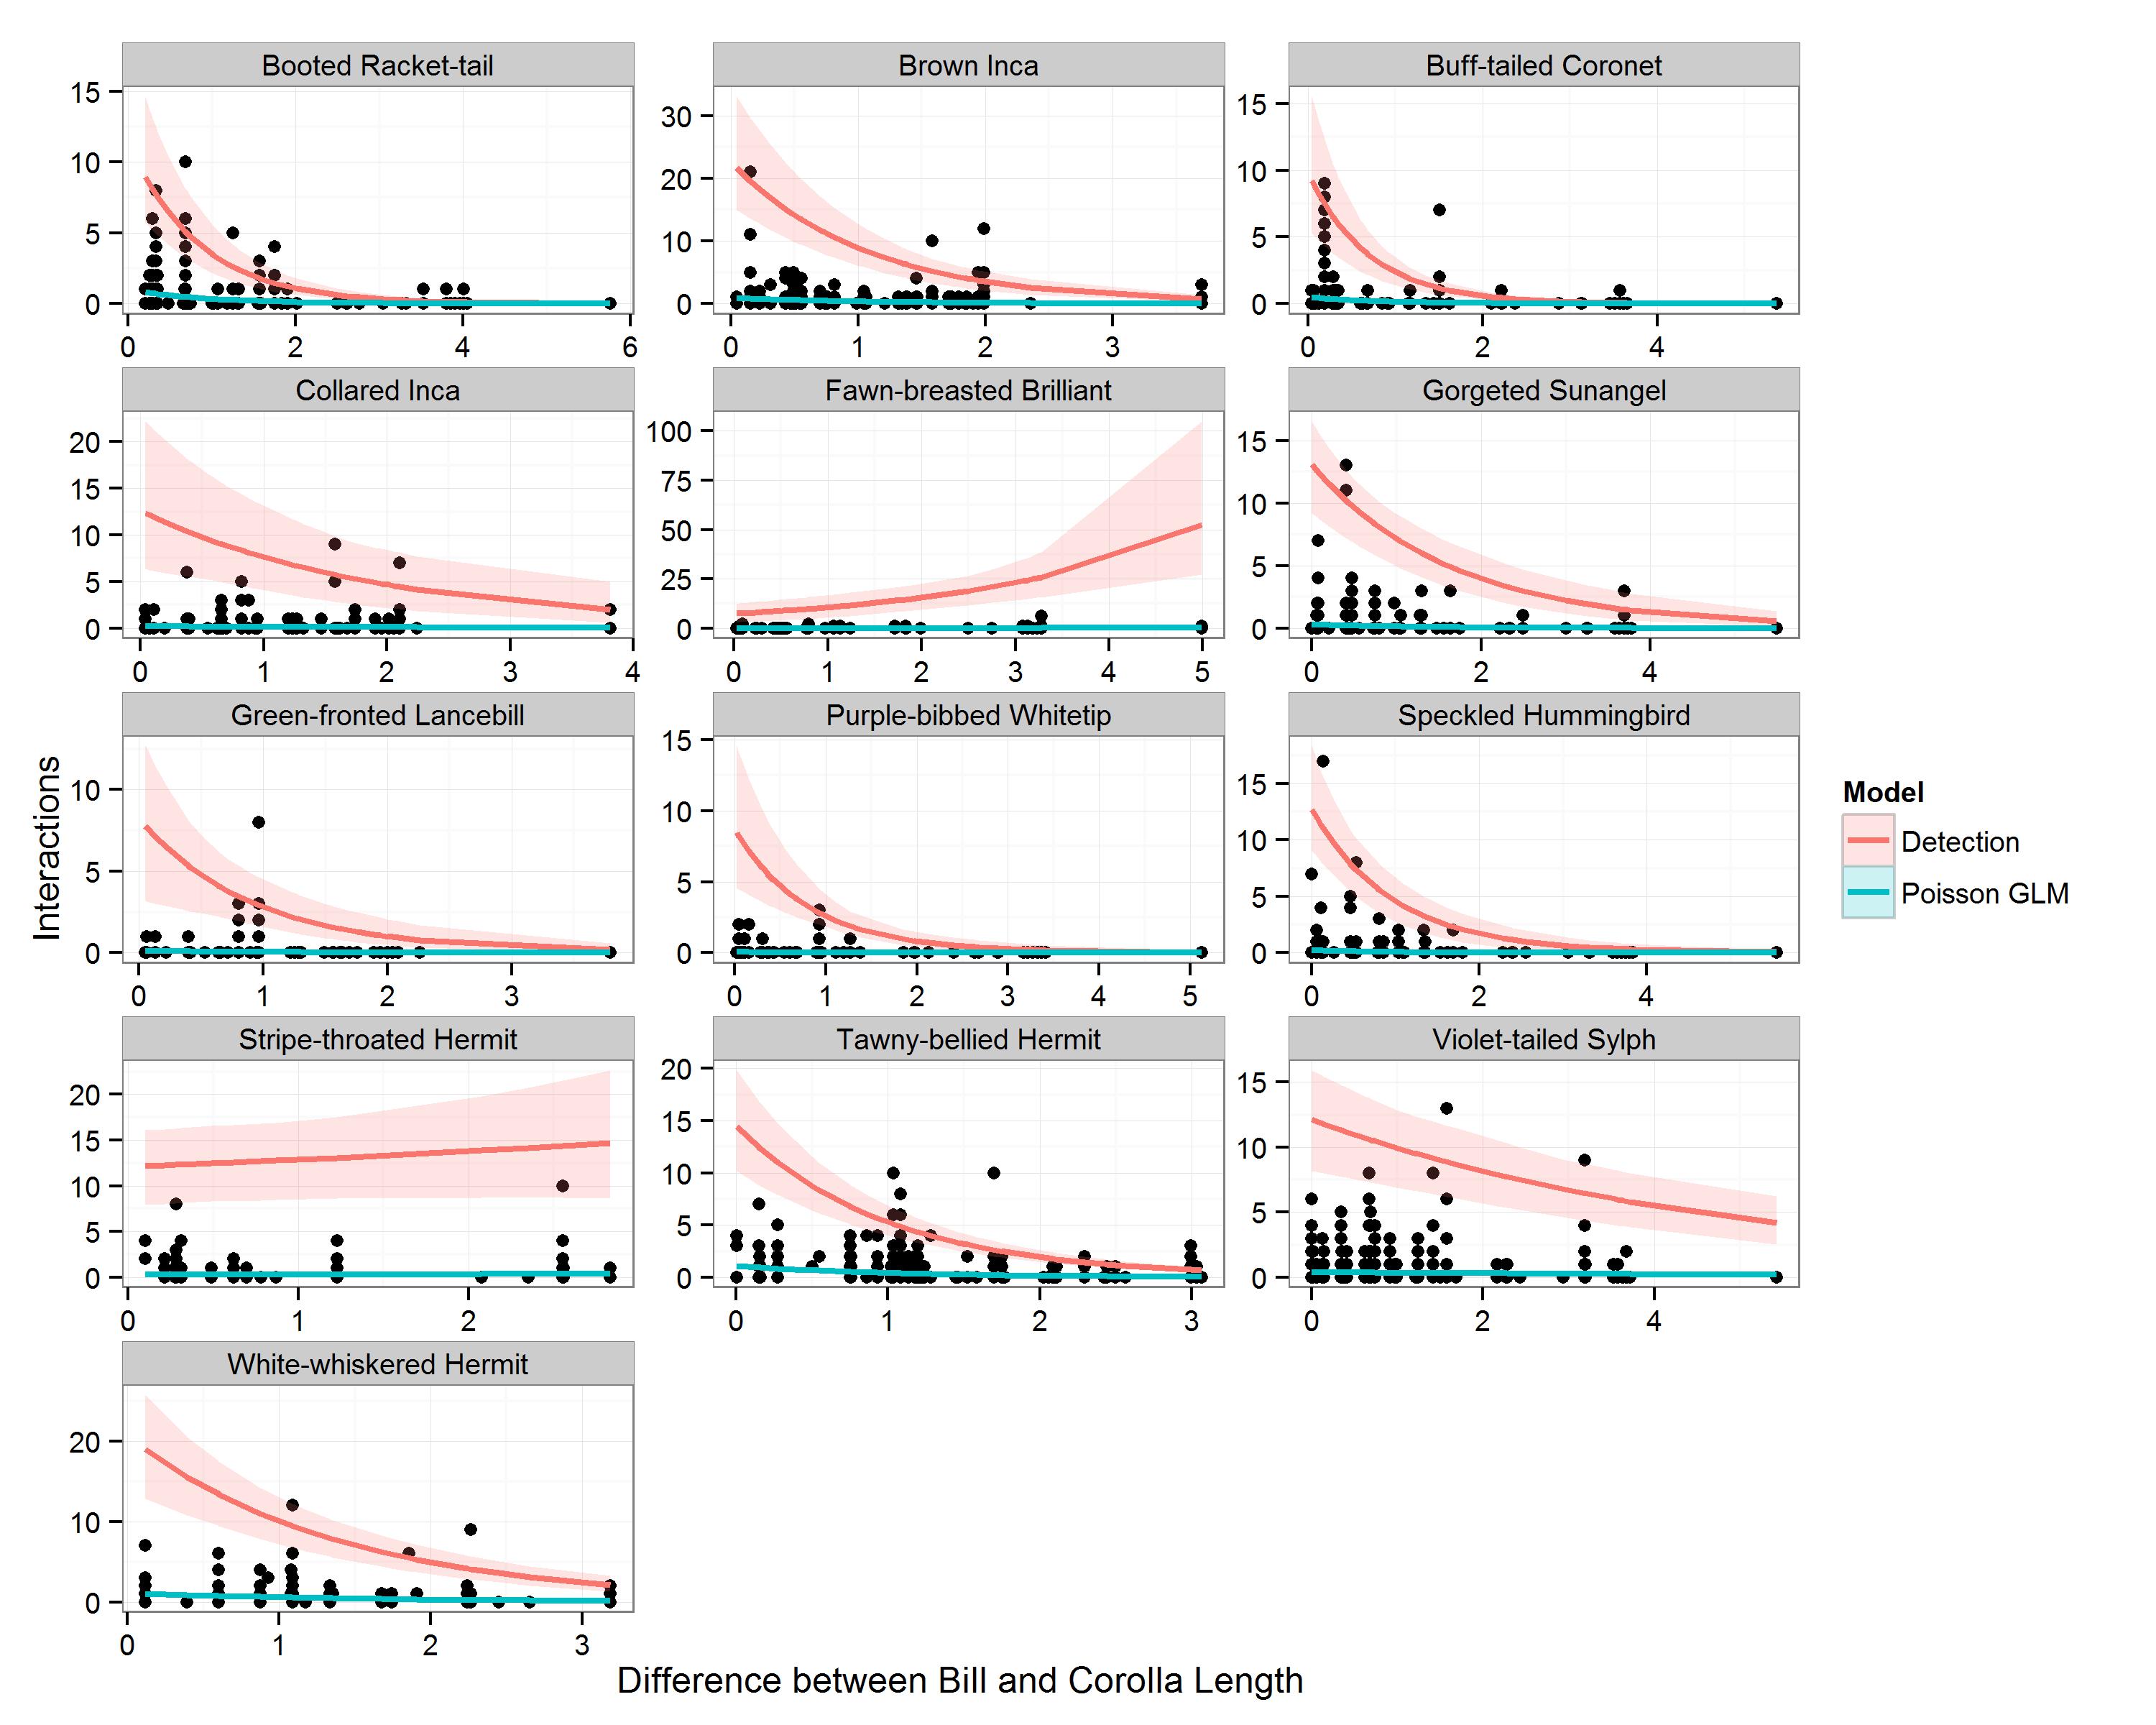 Booted Racket-tail
Brown Inca
Buff-tailed Coronet
15
10
5
0
0 2 4 6
30
20
10
0
0 1 2 3
15
10
5
0
0 2 4
Collared Inca
Fawn-breasted Brilliant
Gorgeted Sunangel
20
15
10
5
0
0 1 2 3 4
100
75
50
25
0
0 1 2 3 4 5
15
10
5
0
0 2 4
Green-fronted Lancebill
Purple-bibbed Whitetip
Speckled Hummingbird
10
5
0
0 1 2 3
15
10
5
0
0 1 2 3 4 5
15
10
5
0
0 2 4
Stripe-throated Hermit
Tawny-bellied Hermit
Violet-tailed Sylph
20
15
10
5
0
0 1 2
20
15
10
5
0
0 1 2 3
15
10
5
0
0 2 4
White-whiskered Hermit
20
10
0
0 1 2 3
Interactions
Difference between Bill and Corolla Length
Model
Detection
Poisson GLM